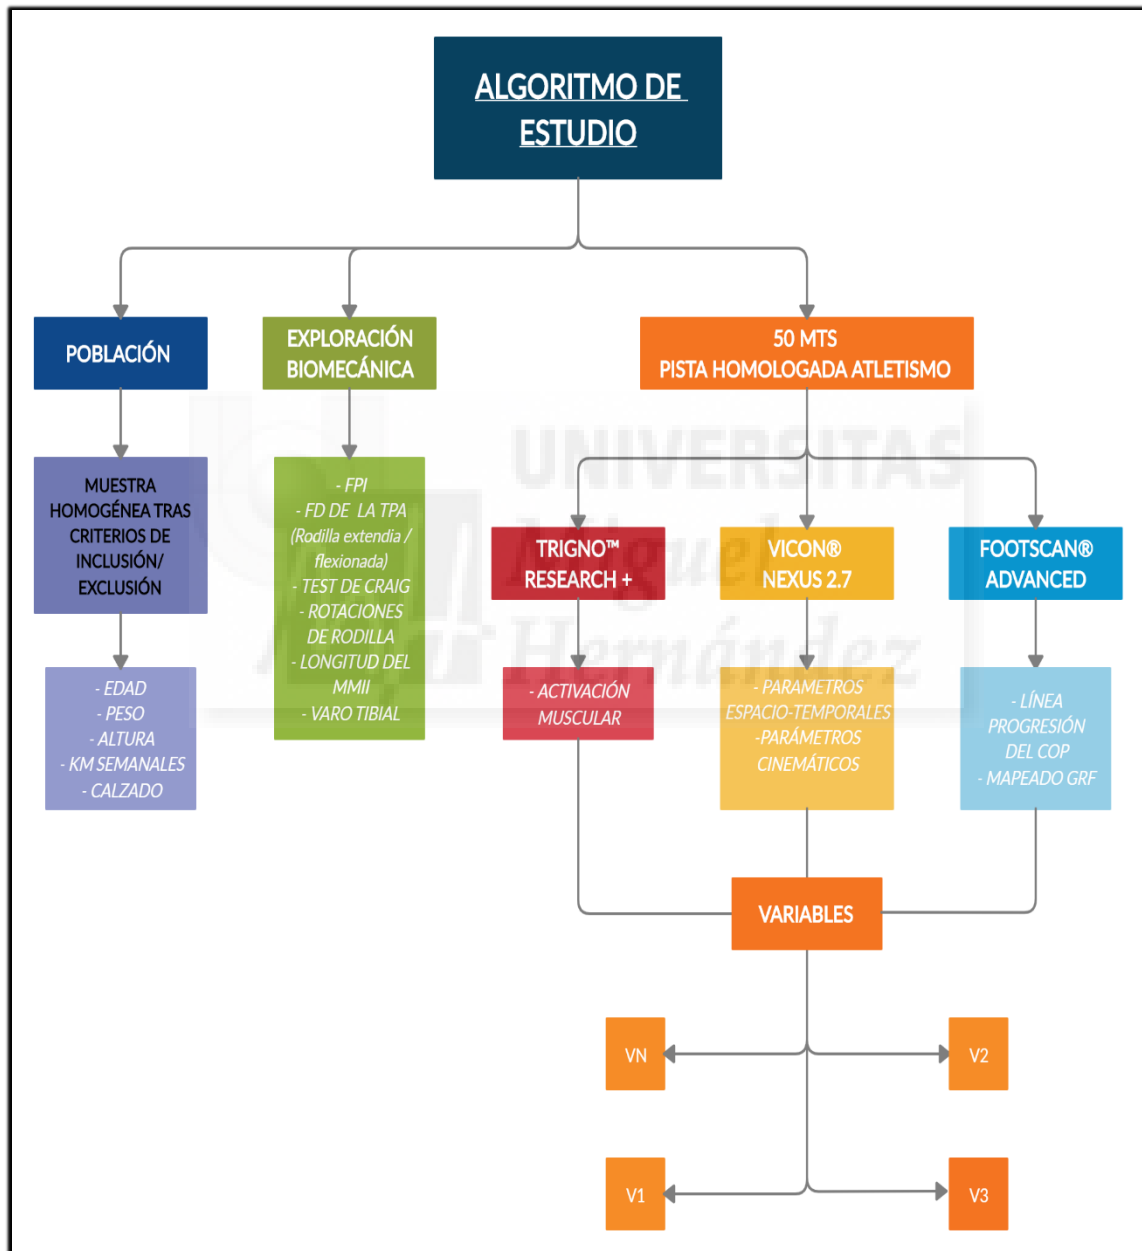 ALGORITMO DE
ESTUDIO
POBLACIÓN
EXPLORACIÓN
BIOMECÁNICA
50 MTS
PISTA HOMOLOGADA ATLETISMO
MUESTRA
HOMOGÉNEA TRAS
CRITERIOS DE
INCLUSIÓN/
EXCLUSIÓN
- EDAD
- PESO
- ALTURA
- KM SEMANALES
- CALZADO
- FPI
- FD DE LA TPA
(Rodilla extendia /
flexionada)
- TEST DE CRAIG
- ROTACIONES
DE RODILLA
- LONGITUD DEL
MMII
- VARO TIBIAL
TRIGNO™
RESEARCH +
- ACTIVACIÓN
MUSCULAR
VICON®
NEXUS 2.7
- PARAMETROS
ESPACIO-TEMPORALES
-PARÁMETROS
CINEMÁTICOS
FOOTSCAN®
ADVANCED
- LÍNEA
PROGRESIÓN
DEL COP
- MAPEADO GRF
UNIVERSITAS
Miguel
Hernández
VARIABLES
VN
V2
V1
V3